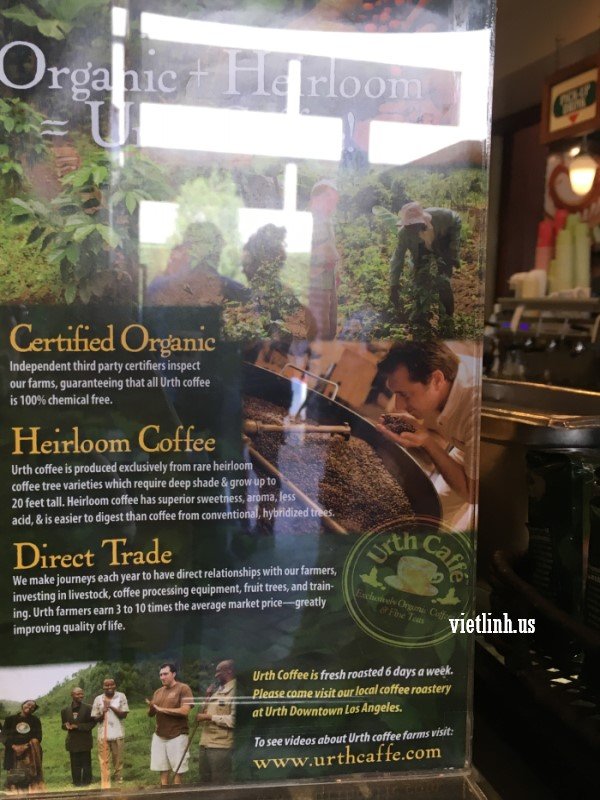 Organic + Heirloom
=
Certified Organic
Independent third party certifiers inspect
our farms, guaranteeing that all Urth coffee
is 100% chemical free.
Heirloom Coffee
Urth coffee is produced exclusively from rare heirloom
coffee tree varieties which require deep shade & grow up to
20 feet tall. Heirloom coffee has superior sweetness, aroma, less
acid, & is easier to digest than coffee from conventional, hybridized trees.
Direct Trade
We make journeys each year to have direct relationships with our farmers,
investing in livestock, coffee processing equipment, fruit trees, and train-
ing. Urth farmers earn 3 to 10 times the average market price—greatly
improving quality of life.
Urth Caffé
Exclusively Organic Coffee
& Fine Teas
vietlinh.us
Urth Coffee is fresh roasted 6 days a week.
Please come visit our local coffee roastery
at Urth Downtown Los Angeles.
To see videos about Urth coffee farms visit:
www.urthcaffe.com
PICK-UP